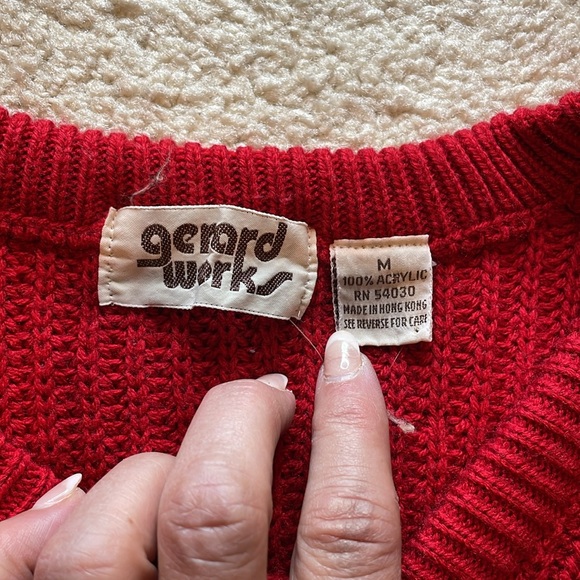 gerard
works
M
100% ACRYLIC
RN 54030
MADE IN HONG KONG
SEE REVERSE FOR CARE